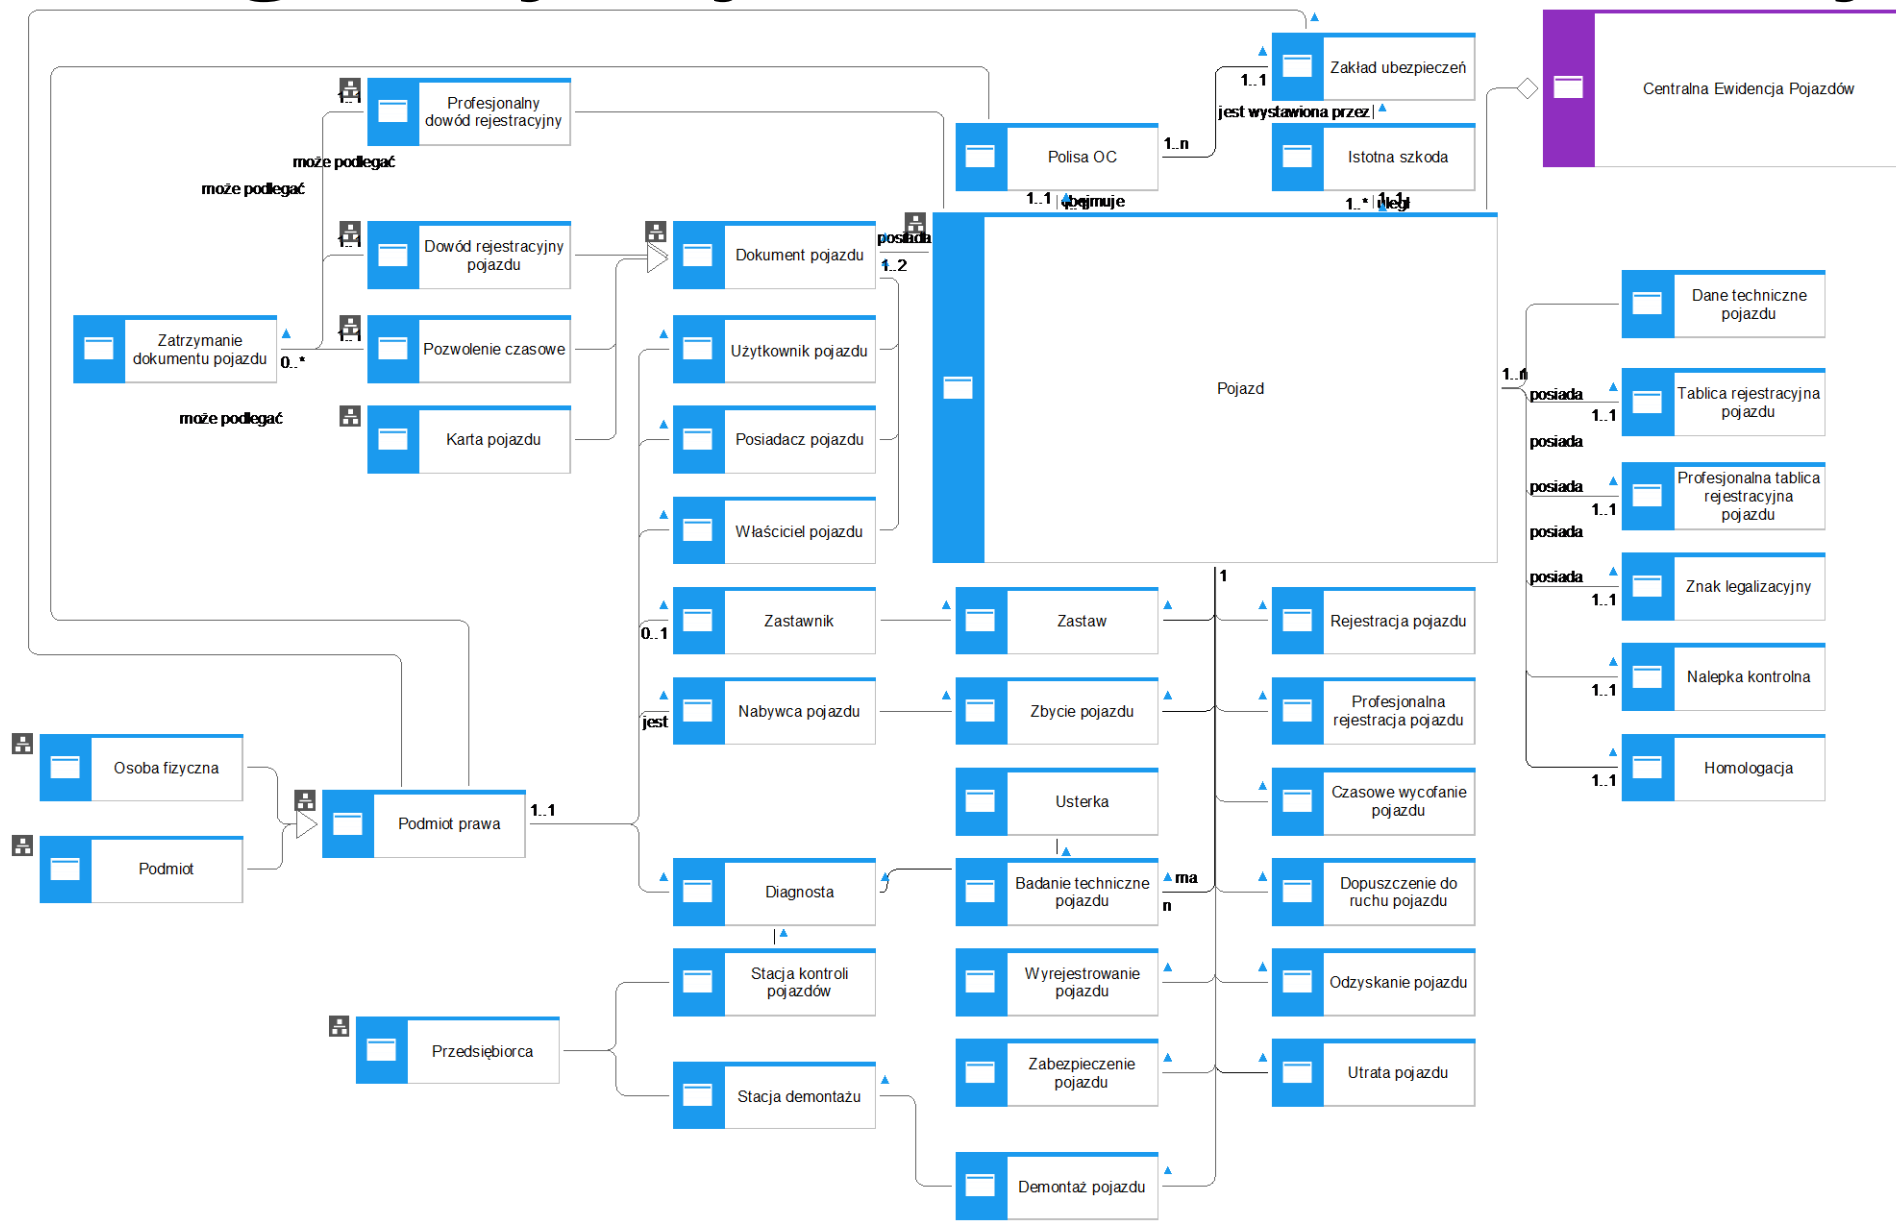 Zakład ubezpieczeń
1..1
Centralna Ewidencja Pojazdów
Profesjonalny
dowód rejestracyjny
jest wystawiona przez
Polisa OC
1..n
Istotna szkoda
może podlegać
może podlegać
1..1
obejmuje
1..*
uległ
Dowód rejestracyjny
pojazdu
Dokument pojazdu
posiada
1..2
Dane techniczne
pojazdu
Zatrzymanie
dokumentu pojazdu
0..*
1..1
Pozwolenie czasowe
Użytkownik pojazdu
Pojazd
posiada
Tablica rejestracyjna
pojazdu
1..1
może podlegać
Karta pojazdu
Posiadacz pojazdu
posiada
posiada
Profesjonalna tablica
rejestracyjna
pojazdu
1..1
Właściciel pojazdu
posiada
1
posiada
Znak legalizacyjny
1..1
0..1
Zastawnik
Zastaw
Rejestracja pojazdu
Nalepka kontrolna
1..1
jest
Nabywca pojazdu
Zbycie pojazdu
Profesjonalna
rejestracja pojazdu
Osoba fizyczna
Homologacja
1..1
Podmiot prawa
1..1
Usterka
Czasowe wycofanie
pojazdu
Podmiot
Diagnosta
Badanie techniczne
pojazdu
ma
n
Dopuszczenie do
ruchu pojazdu
Stacja kontroli
pojazdów
Wyrejestrowanie
pojazdu
Odzyskanie pojazdu
Przedsiębiorca
Zabezpieczenie
pojazdu
Utrata pojazdu
Stacja demontażu
Demontaż pojazdu